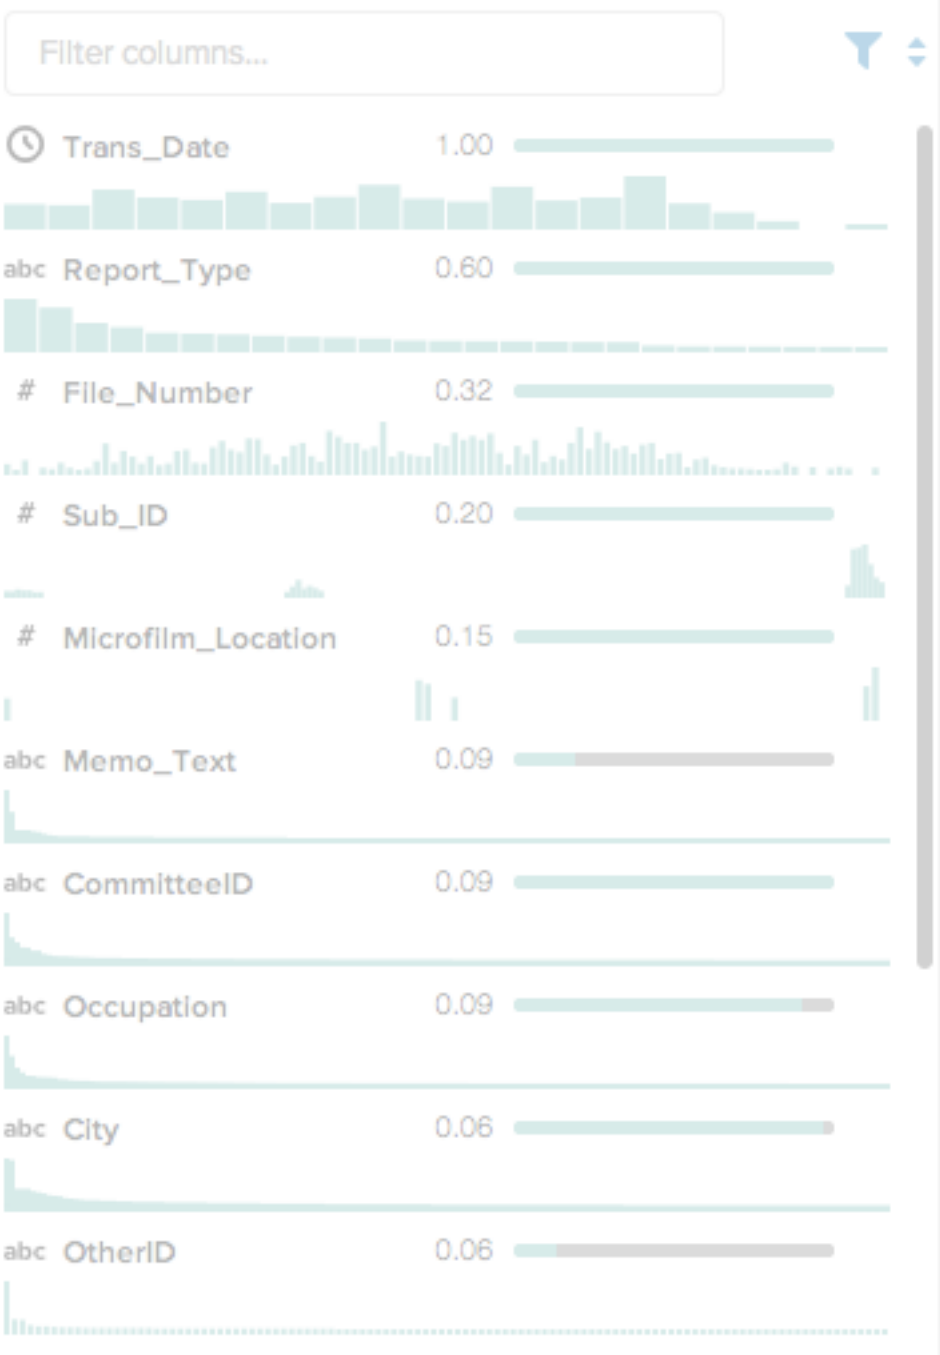 Filter columns...
Trans_Date 1.00
abc Report_Type 0.60
# File_Number 0.32
# Sub_ID 0.20
# Microfilm_Location 0.15
abc Memo_Text 0.09
abc CommitteeID 0.09
abc Occupation 0.09
abc City 0.06
abc OtherID 0.06